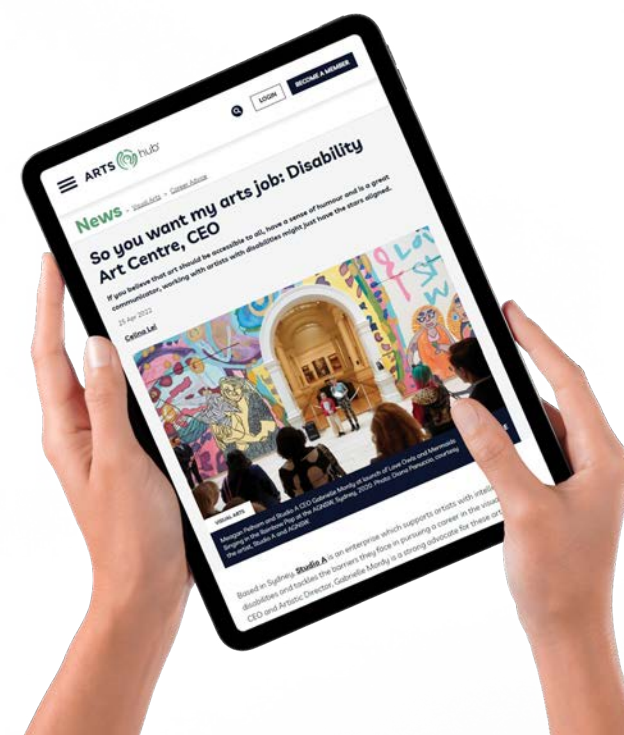 LOGIN
BECOME A MEMBER
ARTS hub
News • Visual Arts • Career Advice
So you want my arts job: Disability
Art Centre, CEO
If you believe that art should be accessible to all, have a sense of humour and is a great
communicator, working with artists with disabilities might just have the stars aligned.
25 Apr 2022
Celina Lei
VISUAL ARTS
Meagan Pelham and Studio A CEO Gabrielle Mordy at launch of Love Owls and Mermaids
Singing in the Rainbow Pop at the AGNSW, Sydney, 2020. Photo: Diana Panuccio, courtesy
the artist, Studio A and AGNSW.
Based in Sydney, Studio A is an enterprise which supports artists with
disabilities and tackles the barriers they face in pursuing a career in the
CEO and Artistic Director, Gabrielle Mordy is a strong advocate for these